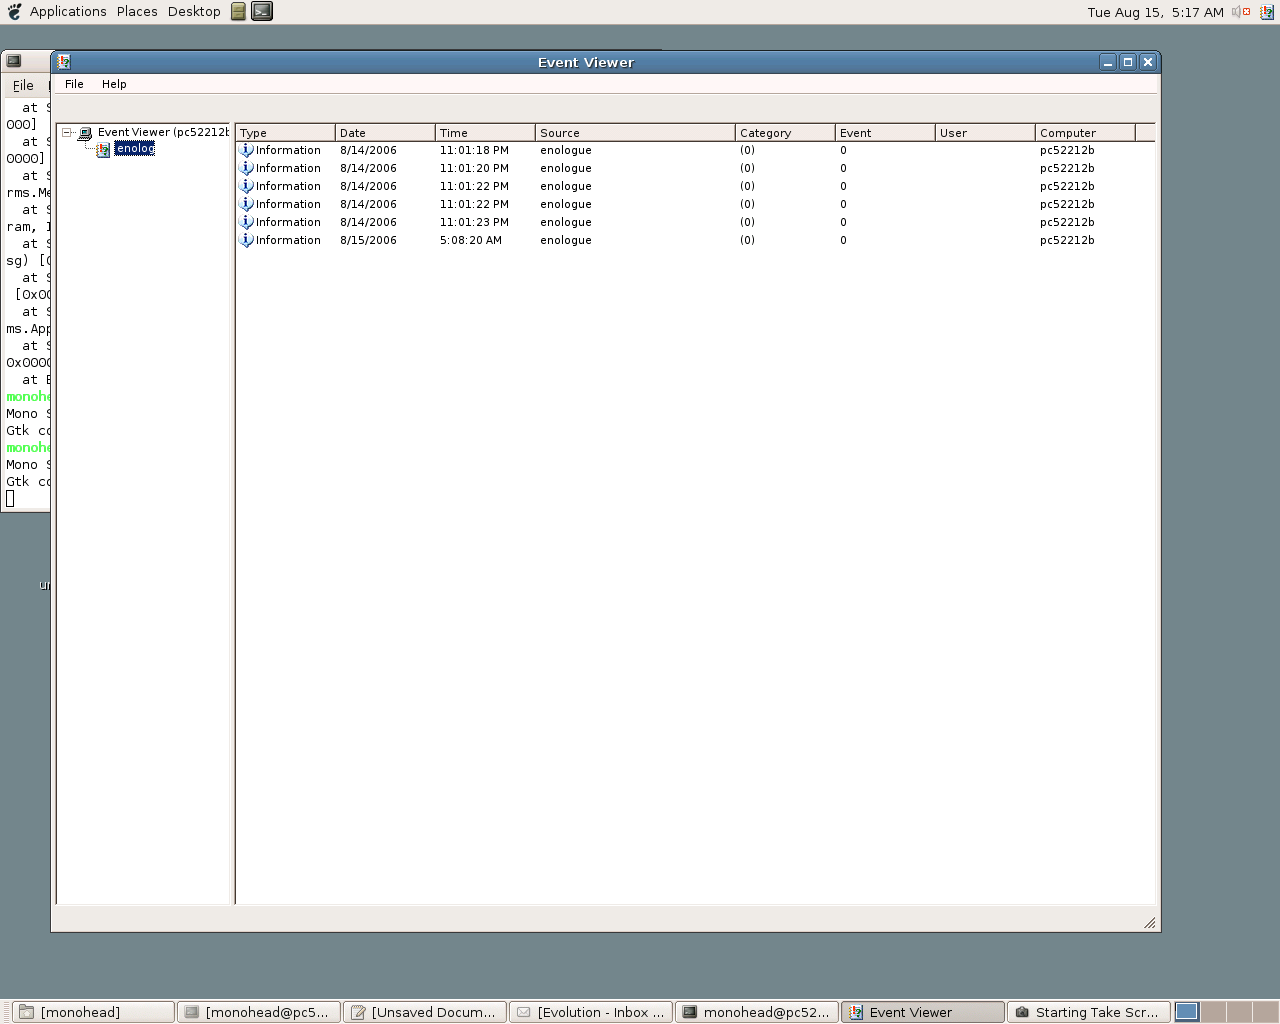 Applications Places Desktop
Tue Aug 15, 5:17 AM
Event Viewer
File
File Help
Event Viewer (pc52212b
enolog
Type Date Time Source Category Event User Computer
Information 8/14/2006 11:01:18 PM enologue (0) 0 pc52212b
Information 8/14/2006 11:01:20 PM enologue (0) 0 pc52212b
Information 8/14/2006 11:01:22 PM enologue (0) 0 pc52212b
Information 8/14/2006 11:01:22 PM enologue (0) 0 pc52212b
Information 8/14/2006 11:01:23 PM enologue (0) 0 pc52212b
Information 8/15/2006 5:08:20 AM enologue (0) 0 pc52212b
at S
000]
at S
0000]
at S
rms.Me
at S
ram, I
at S
sg) [0
at S
[0x00
at S
ms.App
at S
0x0000
at E
monohe
Mono S
Gtk co
monohe
Mono S
Gtk co
[monohead] [monohead@pc5... [Unsaved Docum... [Evolution - Inbox ... monohead@pc52... Event Viewer Starting Take Scr...